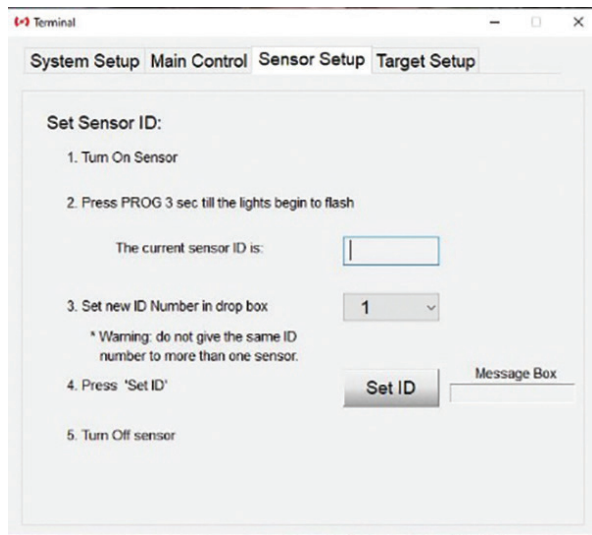 Terminal
System Setup Main Control Sensor Setup Target Setup
Set Sensor ID:
1. Turn On Sensor
2. Press PROG 3 sec till the lights begin to flash
The current sensor ID is:
3. Set new ID Number in drop box
1
* Warning: do not give the same ID
number to more than one sensor.
4. Press 'Set ID'
Set ID
Message Box
5. Turn Off sensor